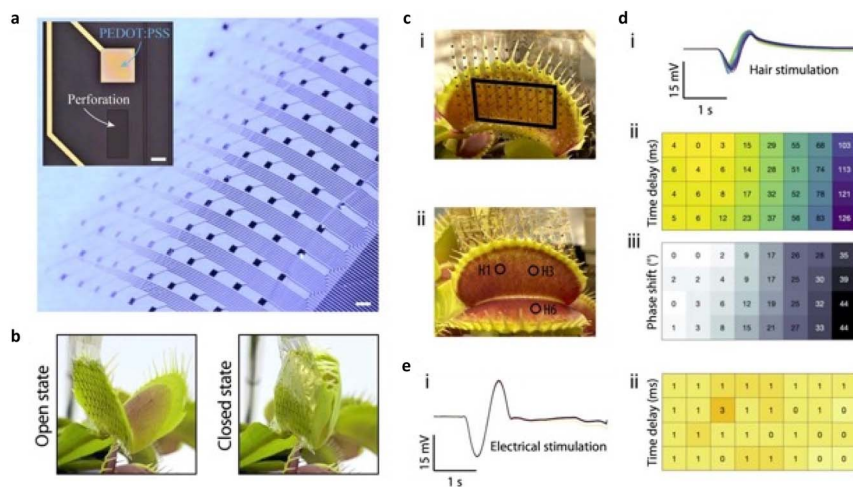 a
PEDOT:PSS
Perforation
b
Open state
Closed state
c
i
ii
H1
H3
H6
d
i
15 mV
1 s
Hair stimulation
ii
Time delay (ms)
4 0 3 15 29 55 68 103
6 4 6 14 28 51 74 113
4 6 8 17 32 52 78 121
5 6 12 23 37 56 83 126
iii
Phase shift (°)
0 0 2 9 17 26 28 35
2 2 4 9 17 25 30 39
0 3 6 12 19 25 32 44
1 3 8 15 21 27 33 44
e
i
15 mV
1 s
Electrical stimulation
ii
Time delay (ms)
1 1 1 1 1 1 1 1
1 1 3 1 1 0 1 0
1 1 1 1 0 1 0 0
1 1 0 1 1 1 0 0